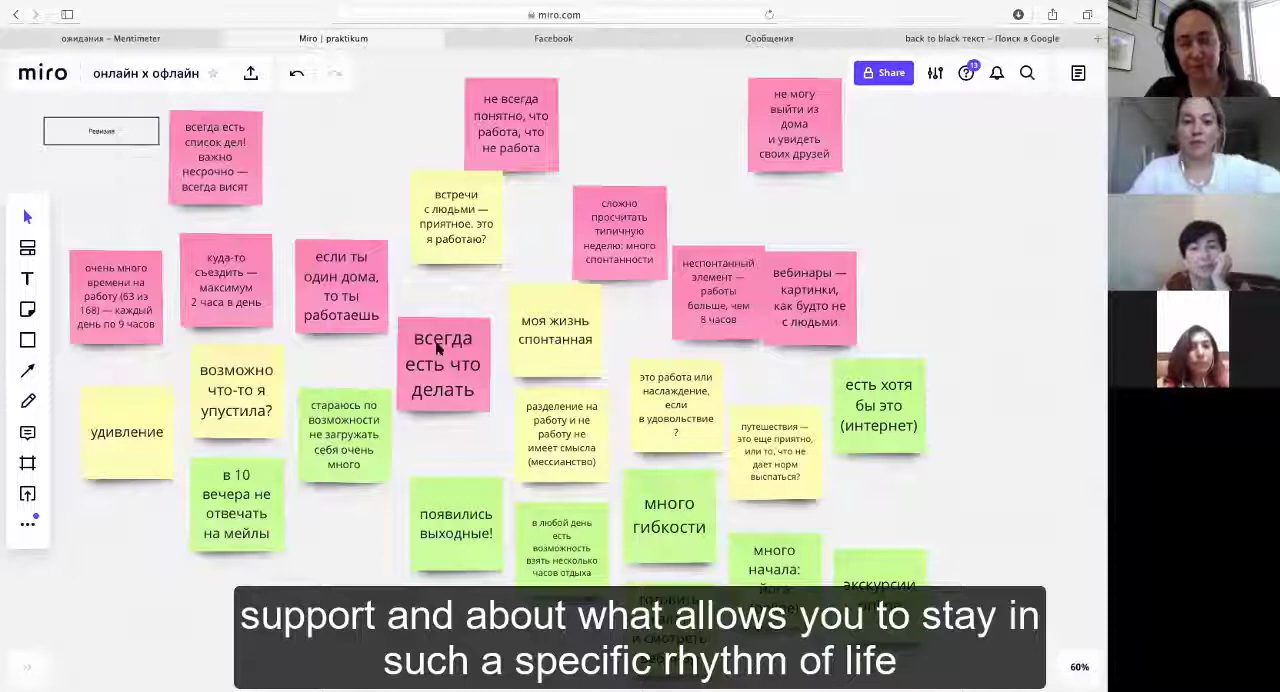 miro.com
ожидания – Mentimeter
Miro | praktikum
Facebook
Сообщения
back to black текст – Поиск в Google
miro
онлайн х офлайн
Share
13
Ревизия
всегда есть
список дел!
важно
несрочно —
всегда висят
не всегда
понятно, что
работа, что
не работа
не могу
выйти из
дома
и увидеть
своих друзей
встречи
с людьми —
приятное. это
я работаю?
сложно
просчитать
типичную
неделю: много
спонтанности
очень много
времени на
работу (63 из
168) — каждый
день по 9 часов
куда-то
съездить —
максимум
2 часа в день
если ты
один дома,
то ты
работаешь
неспонтанный
элемент —
работы
больше, чем
8 часов
вебинары —
картинки,
как будто не
с людьми
всегда
есть что
делать
моя жизнь
спонтанная
возможно
что-то я
упустила?
удивление
стараюсь по
возможности
не загружать
себя очень
много
разделение на
работу и не
работу не
имеет смысла
(мессианство)
это работа или
наслаждение,
если
в удовольствие
?
путешествия —
это еще приятно,
или то, что не
дает норм
выспаться?
есть хотя
бы это
(интернет)
в 10
вечера не
отвечать
на мейлы
появились
выходные!
в любой день
есть
возможность
взять несколько
часов отдыха
много
гибкости
много
начала:
йога
экскурсии
готовить
и смотреть
support and about what allows you to stay in
such a specific rhythm of life
60%